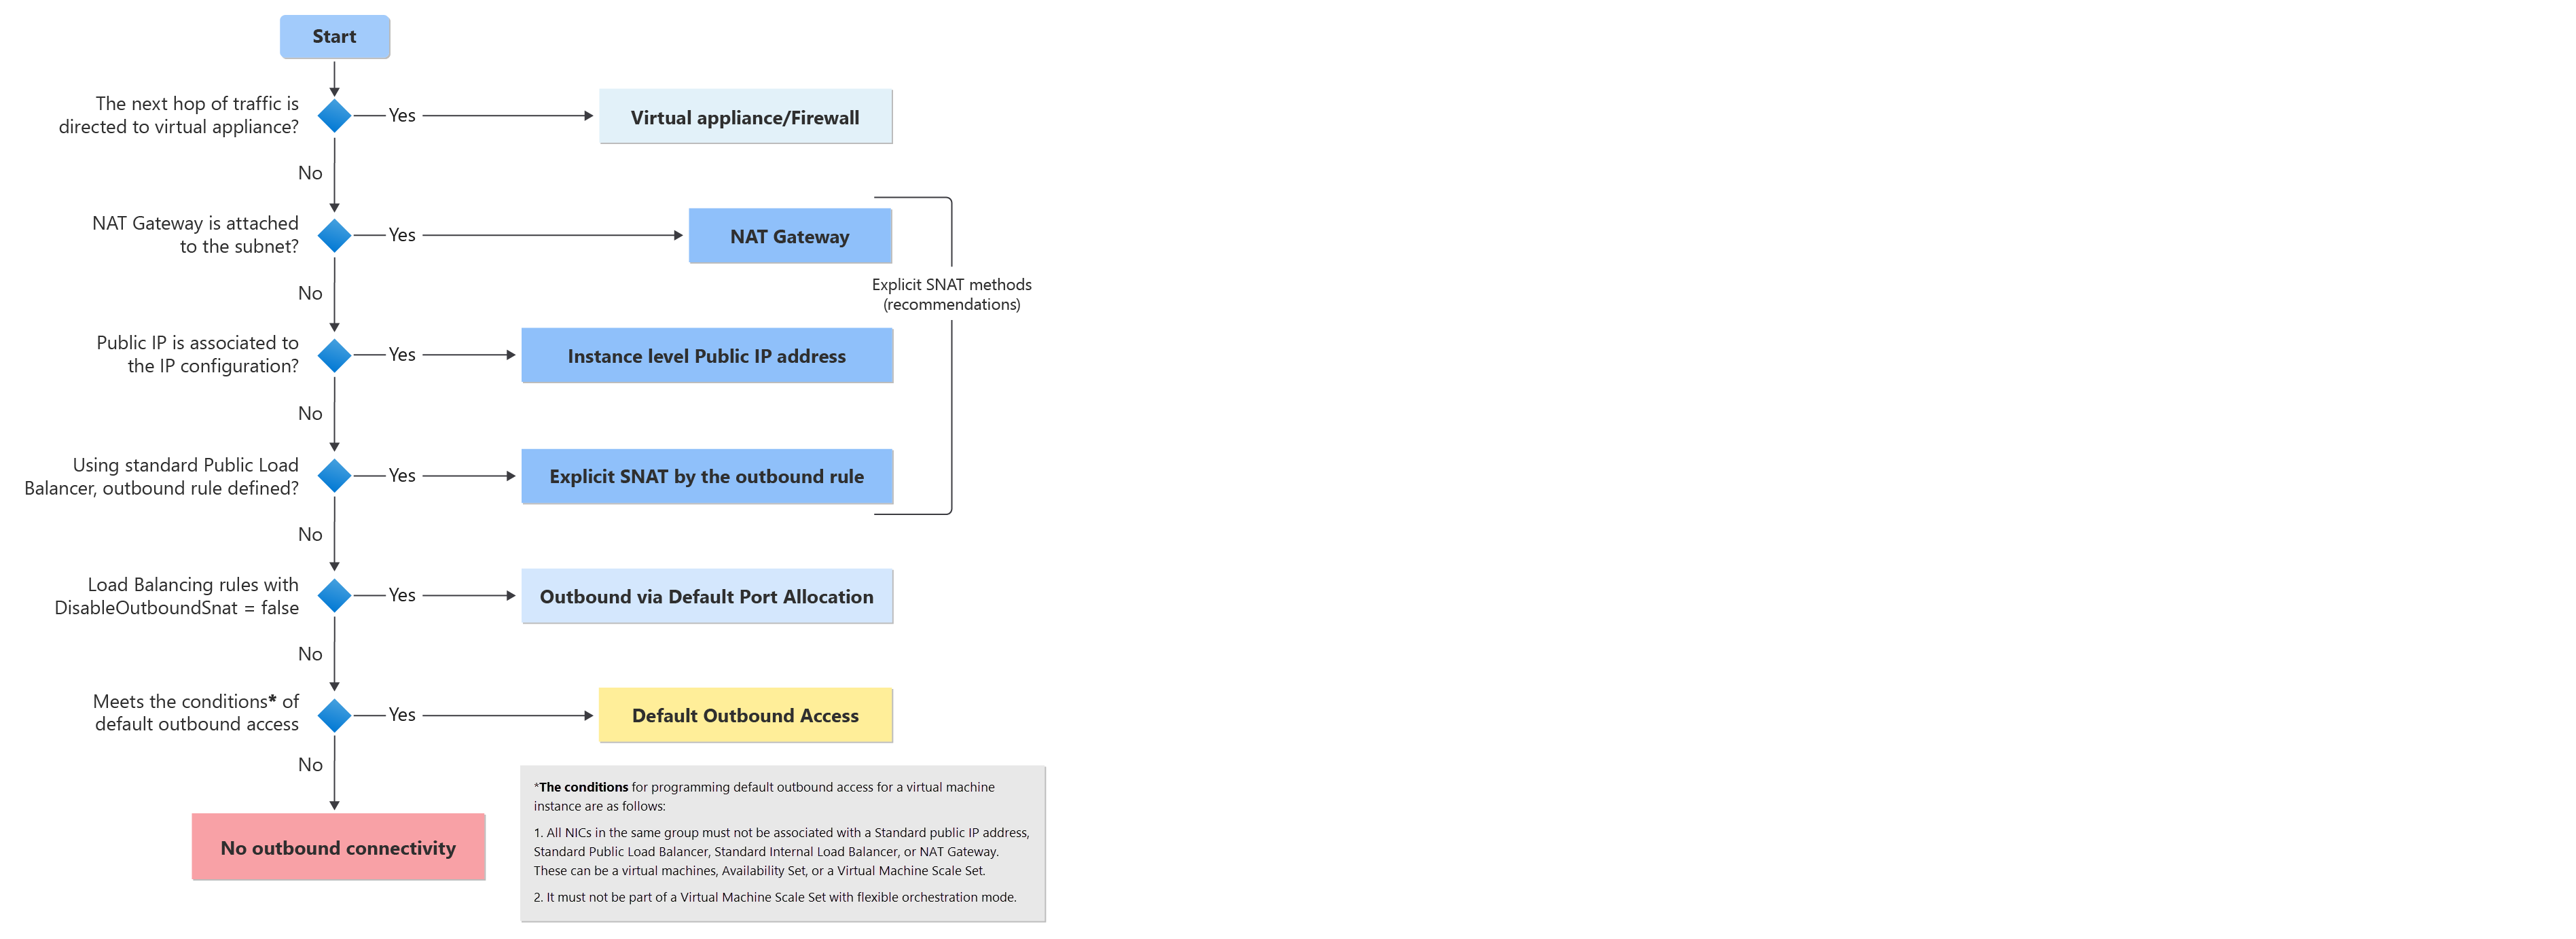 Start
The next hop of traffic is
directed to virtual appliance?
Yes
Virtual appliance/Firewall
No
NAT Gateway is attached
to the subnet?
Yes
NAT Gateway
Explicit SNAT methods
(recommendations)
No
Public IP is associated to
the IP configuration?
Yes
Instance level Public IP address
No
Using standard Public Load
Balancer, outbound rule defined?
Yes
Explicit SNAT by the outbound rule
No
Load Balancing rules with
DisableOutboundSnat = false
Yes
Outbound via Default Port Allocation
No
Meets the conditions* of
default outbound access
Yes
Default Outbound Access
No
No outbound connectivity
*The conditions for programming default outbound access for a virtual machine
instance are as follows:
1. All NICs in the same group must not be associated with a Standard public IP address,
Standard Public Load Balancer, Standard Internal Load Balancer, or NAT Gateway.
These can be a virtual machines, Availability Set, or a Virtual Machine Scale Set.
2. It must not be part of a Virtual Machine Scale Set with flexible orchestration mode.